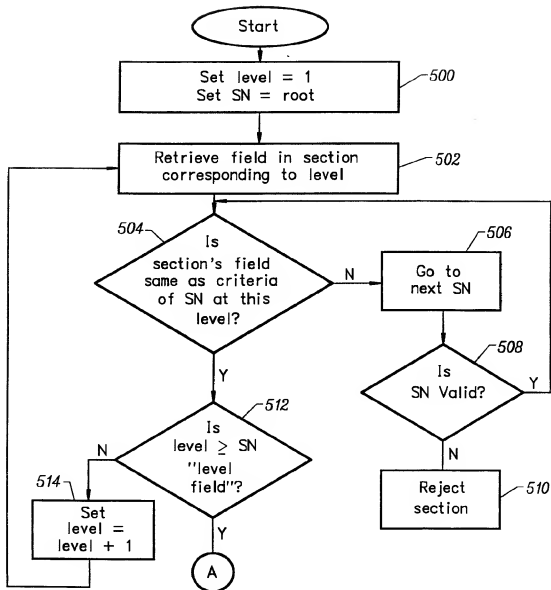 Start
Set level = 1
Set SN = root
500
Retrieve field in section
corresponding to level
502
504
Is
section's field
same as criteria
of SN at this
level?
N
506
Go to
next SN
508
Is
SN Valid?
Y
N
Reject
section
510
Y
512
Is
level ≥ SN
"level
field"?
N
514
Set
level =
level + 1
Y
A